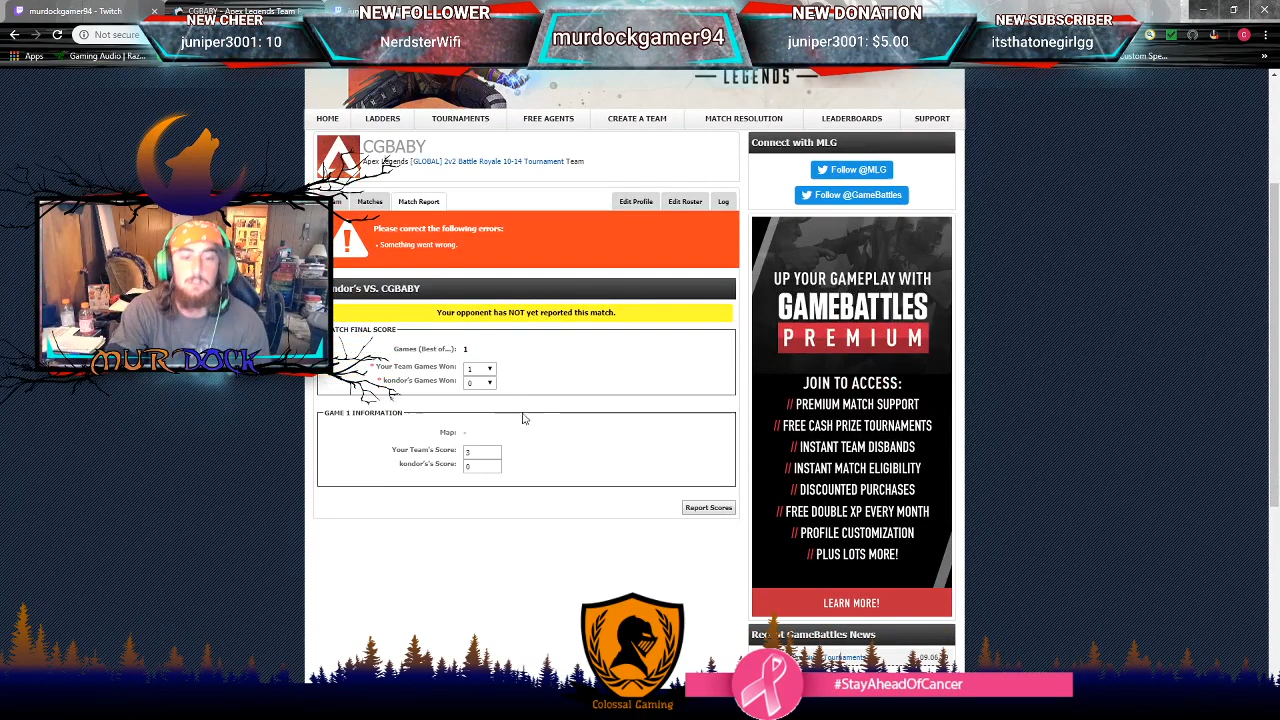 murdockgamer94 - Twitch
CGBABY - Apex Legends Team P
Not secure
Apps
Gaming Audio | Raz...
Custom Spe...
NEW CHEER
juniper3001: 10
NEW FOLLOWER
NerdsterWifi
murdockgamer94
NEW DONATION
juniper3001: $5.00
NEW SUBSCRIBER
itsthatonegirlgg
LEGENDS
HOME
LADDERS
TOURNAMENTS
FREE AGENTS
CREATE A TEAM
MATCH RESOLUTION
LEADERBOARDS
SUPPORT
CGBABY
Apex Legends [GLOBAL] 2v2 Battle Royale 10-14 Tournament Team
Matches
Match Report
Edit Profile
Edit Roster
Log
Please correct the following errors:
• Something went wrong.
ndor's VS. CGBABY
Your opponent has NOT yet reported this match.
TCH FINAL SCORE
Games (Best of...): 1
* Your Team Games Won: 1
* kondor's Games Won: 0
GAME 1 INFORMATION
Map: -
Your Team's Score: 3
kondor's's Score: 0
Report Scores
Connect with MLG
Follow @MLG
Follow @GameBattles
UP YOUR GAMEPLAY WITH
GAMEBATTLES
PREMIUM
JOIN TO ACCESS:
// PREMIUM MATCH SUPPORT
// FREE CASH PRIZE TOURNAMENTS
// INSTANT TEAM DISBANDS
// INSTANT MATCH ELIGIBILITY
// DISCOUNTED PURCHASES
// FREE DOUBLE XP EVERY MONTH
// PROFILE CUSTOMIZATION
// PLUS LOTS MORE!
LEARN MORE!
Recent GameBattles News
Tournaments
09.06
MURDOCK
Colossal Gaming
#StayAheadOfCancer